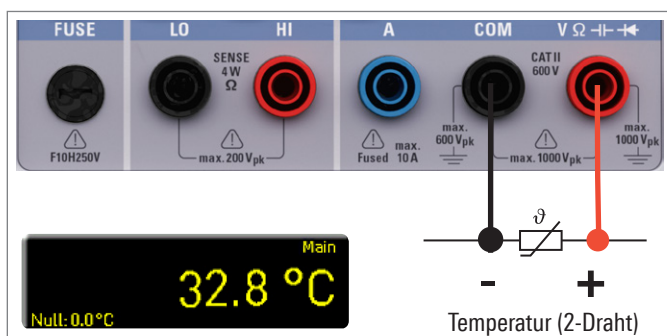 FUSE LO HI A COM V Ω
SENSE
4 W
Ω
CAT II
600 V
F10H250V
max. 200 Vpk
Fused
max.
10 A
max.
600 Vpk
max. 1000 Vpk
max.
1000 Vpk
ϑ
- +
Temperatur (2-Draht)
Main
32.8 °C
Null: 0.0°C